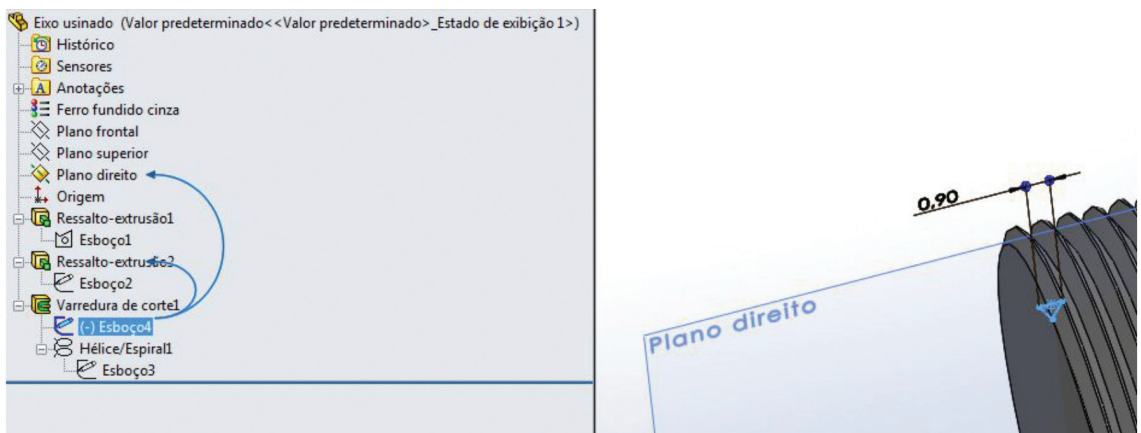 Eixo usinado (Valor predeterminado<<Valor predeterminado>_Estado de exibição 1>)
Histórico
Sensores
A Anotações
Ferro fundido cinza
Plano frontal
Plano superior
Plano direito
Origem
Ressalto-extrusão1
Esboço1
Ressalto-extrusão2
Esboço2
Varredura de corte1
(-) Esboço4
Hélice/Espiral1
Esboço3
0,90
Plano direito